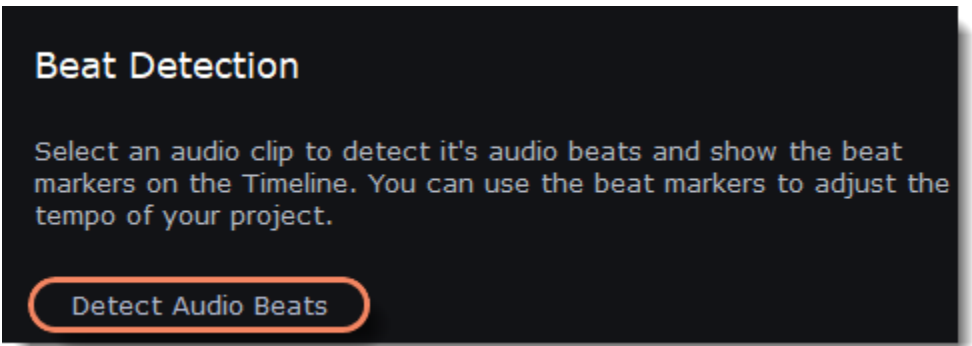 Beat Detection
Select an audio clip to detect it's audio beats and show the beat
markers on the Timeline. You can use the beat markers to adjust the
tempo of your project.
Detect Audio Beats